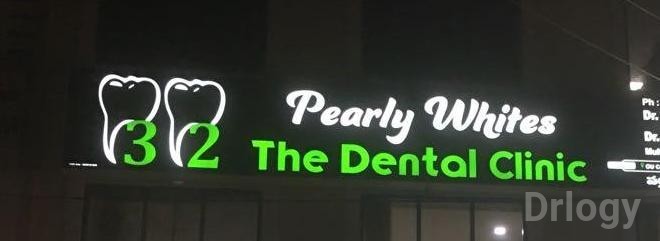 32 Pearly Whites
The Dental Clinic
Ph :
Dr.
Dr.
Drlogy